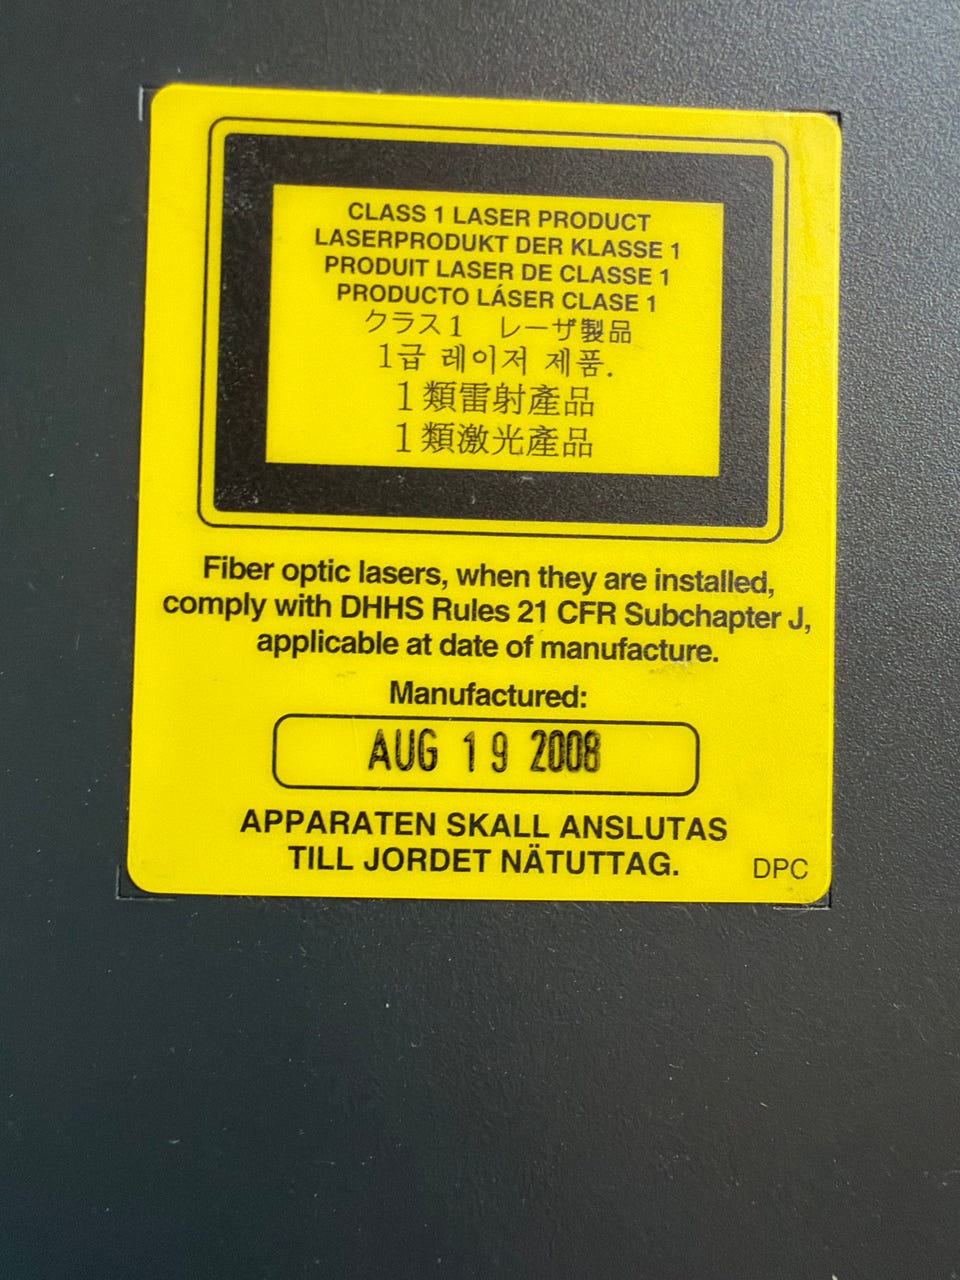 CLASS 1 LASER PRODUCT
LASERPRODUKT DER KLASSE 1
PRODUIT LASER DE CLASSE 1
PRODUCTO LÁSER CLASE 1
クラス1 レーザ製品
1급 레이저 제품.
1類雷射產品
1類激光產品
Fiber optic lasers, when they are installed,
comply with DHHS Rules 21 CFR Subchapter J,
applicable at date of manufacture.
Manufactured:
AUG 19 2008
APPARATEN SKALL ANSLUTAS
TILL JORDET NÄTUTTAG.
DPC